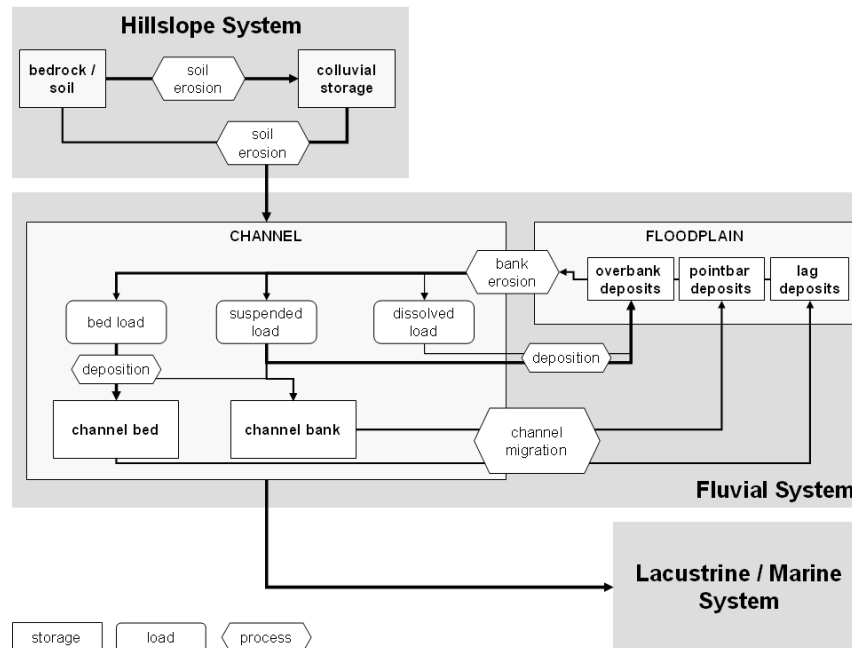 Hillslope System
bedrock /
soil
soil
erosion
colluvial
storage
soil
erosion
CHANNEL
FLOODPLAIN
bank
erosion
overbank
deposits
pointbar
deposits
lag
deposits
bed load
suspended
load
dissolved
load
deposition
deposition
channel bed
channel bank
channel
migration
Fluvial System
Lacustrine / Marine
System
storage
load
process